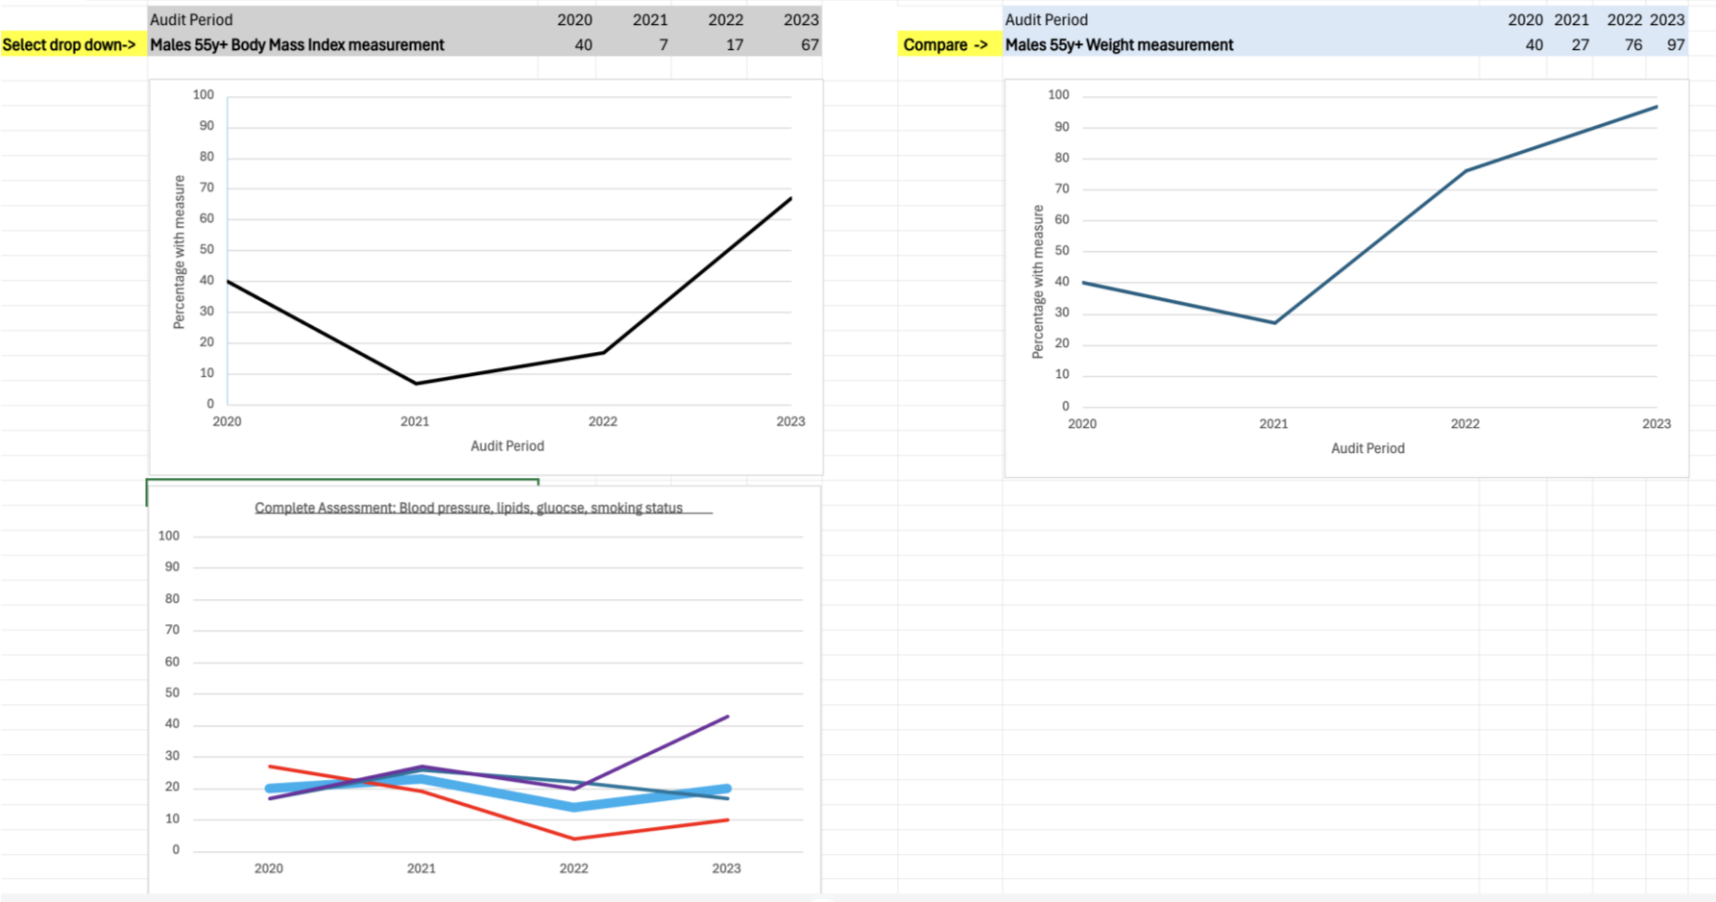 Audit Period 2020 2021 2022 2023
Select drop down-> Males 55y+ Body Mass Index measurement 40 7 17 67
Audit Period 2020 2021 2022 2023
Compare -> Males 55y+ Weight measurement 40 27 76 97
100
90
80
70
60
50
40
30
20
10
0
Percentage with measure
2020 2021 2022 2023
Audit Period
100
90
80
70
60
50
40
30
20
10
0
Percentage with measure
2020 2021 2022 2023
Audit Period
Complete Assessment: Blood pressure, lipids, gluocse, smoking status
100
90
80
70
60
50
40
30
20
10
0
2020 2021 2022 2023